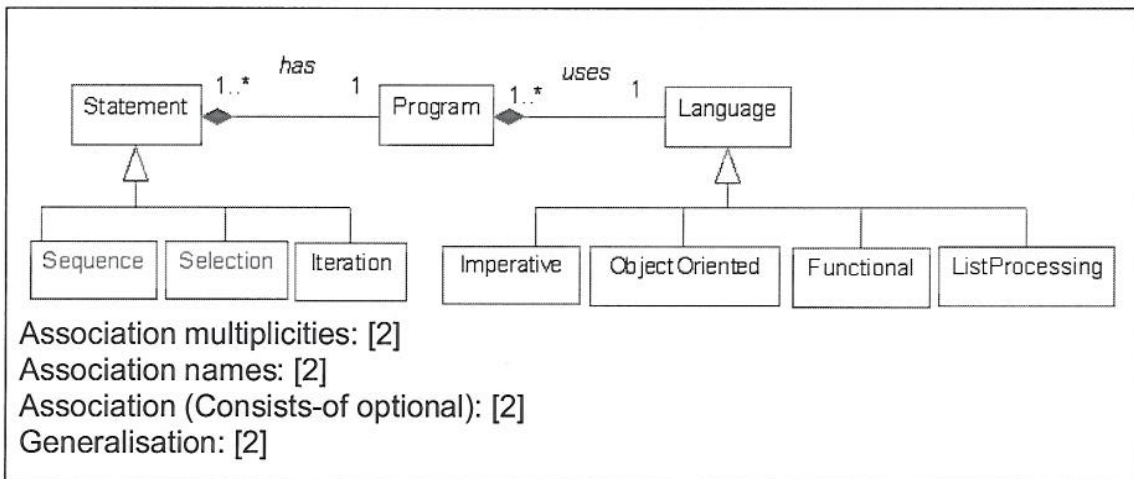 has
uses
1..* 1 1..* 1
Statement Program Language
Sequence Selection Iteration Imperative ObjectOriented Functional ListProcessing
Association multiplicities: [2]
Association names: [2]
Association (Consists-of optional): [2]
Generalisation: [2]